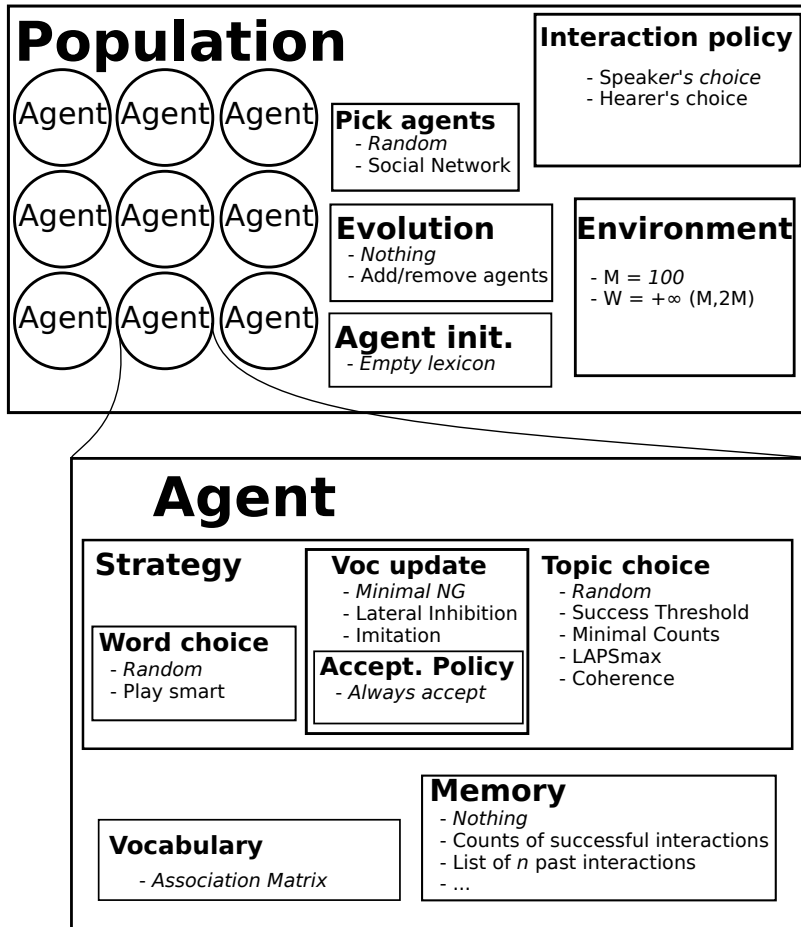 Population
Agent Agent Agent
Agent Agent Agent
Agent Agent Agent
Pick agents
- Random
- Social Network
Evolution
- Nothing
- Add/remove agents
Agent init.
- Empty lexicon
Interaction policy
- Speaker's choice
- Hearer's choice
Environment
- M = 100
- W = +∞ (M,2M)
Agent
Strategy
Word choice
- Random
- Play smart
Voc update
- Minimal NG
- Lateral Inhibition
- Imitation
Accept. Policy
- Always accept
Topic choice
- Random
- Success Threshold
- Minimal Counts
- LAPSmax
- Coherence
Vocabulary
- Association Matrix
Memory
- Nothing
- Counts of successful interactions
- List of n past interactions
- ...